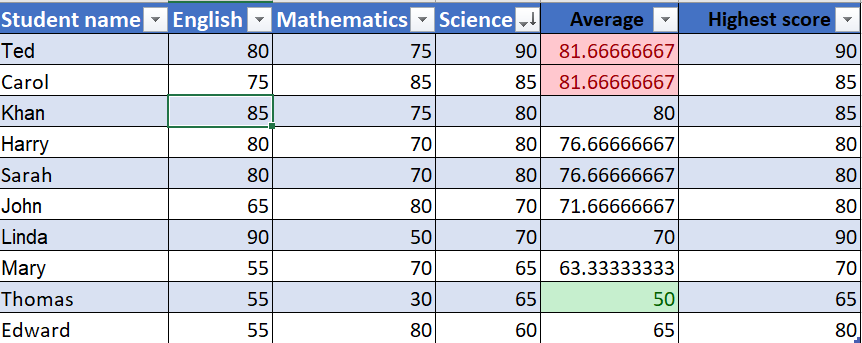 Student name English Mathematics Science Average Highest score
Ted 80 75 90 81.66666667 90
Carol 75 85 85 81.66666667 85
Khan 85 75 80 80 85
Harry 80 70 80 76.66666667 80
Sarah 80 70 80 76.66666667 80
John 65 80 70 71.66666667 80
Linda 90 50 70 70 90
Mary 55 70 65 63.33333333 70
Thomas 55 30 65 50 65
Edward 55 80 60 65 80